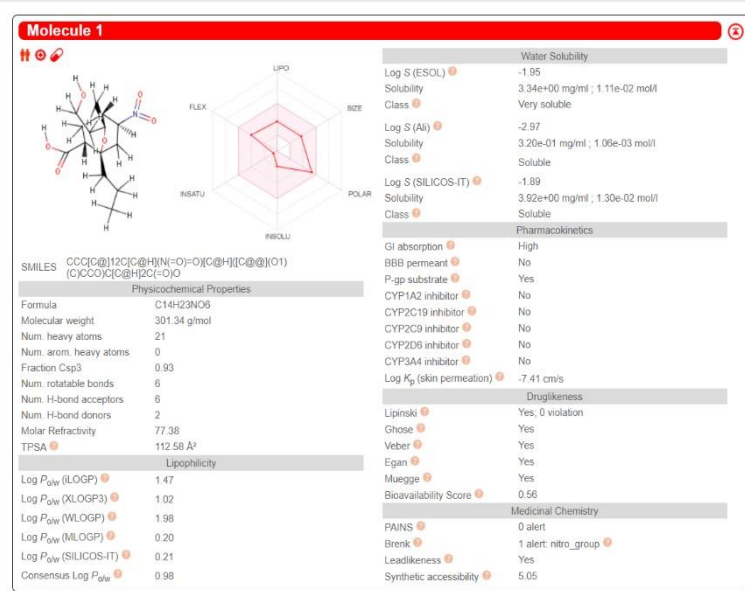 Molecule 1
LIPO
FLEX
SIZE
INSATU
POLAR
INSOLU
SMILES CCC[C@]12C[C@H](N(=O)=O)[C@H]([C@@](O1)
(C)CCO)C[C@H]2C(=O)O
Physicochemical Properties
Formula C14H23NO6
Molecular weight 301.34 g/mol
Num. heavy atoms 21
Num. arom. heavy atoms 0
Fraction Csp3 0.93
Num. rotatable bonds 6
Num. H-bond acceptors 6
Num. H-bond donors 2
Molar Refractivity 77.38
TPSA 112.58 Å²
Lipophilicity
Log Po/w (iLOGP) 1.47
Log Po/w (XLOGP3) 1.02
Log Po/w (WLOGP) 1.98
Log Po/w (MLOGP) 0.20
Log Po/w (SILICOS-IT) 0.21
Consensus Log Po/w 0.98
Water Solubility
Log S (ESOL) -1.95
Solubility 3.34e+00 mg/ml ; 1.11e-02 mol/l
Class Very soluble
Log S (Ali) -2.97
Solubility 3.20e-01 mg/ml ; 1.06e-03 mol/l
Class Soluble
Log S (SILICOS-IT) -1.89
Solubility 3.92e+00 mg/ml ; 1.30e-02 mol/l
Class Soluble
Pharmacokinetics
GI absorption High
BBB permeant No
P-gp substrate Yes
CYP1A2 inhibitor No
CYP2C19 inhibitor No
CYP2C9 inhibitor No
CYP2D6 inhibitor No
CYP3A4 inhibitor No
Log Kp (skin permeation) -7.41 cm/s
Druglikeness
Lipinski Yes; 0 violation
Ghose Yes
Veber Yes
Egan Yes
Muegge Yes
Bioavailability Score 0.56
Medicinal Chemistry
PAINS 0 alert
Brenk 1 alert: nitro_group
Leadlikeness Yes
Synthetic accessibility 5.05